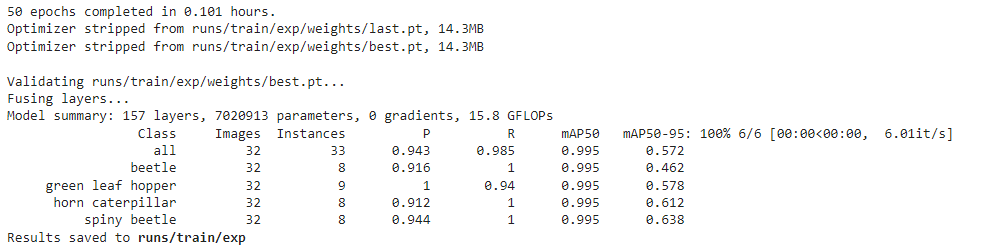 50 epochs completed in 0.101 hours.
Optimizer stripped from runs/train/exp/weights/last.pt, 14.3MB
Optimizer stripped from runs/train/exp/weights/best.pt, 14.3MB
Validating runs/train/exp/weights/best.pt...
Fusing layers...
Model summary: 157 layers, 7020913 parameters, 0 gradients, 15.8 GFLOPs
Class Images Instances P R mAP50 mAP50-95: 100% 6/6 [00:00<00:00, 6.01it/s]
all 32 33 0.943 0.985 0.995 0.572
beetle 32 8 0.916 1 0.995 0.462
green leaf hopper 32 9 1 0.94 0.995 0.578
horn caterpillar 32 8 0.912 1 0.995 0.612
spiny beetle 32 8 0.944 1 0.995 0.638
Results saved to runs/train/exp